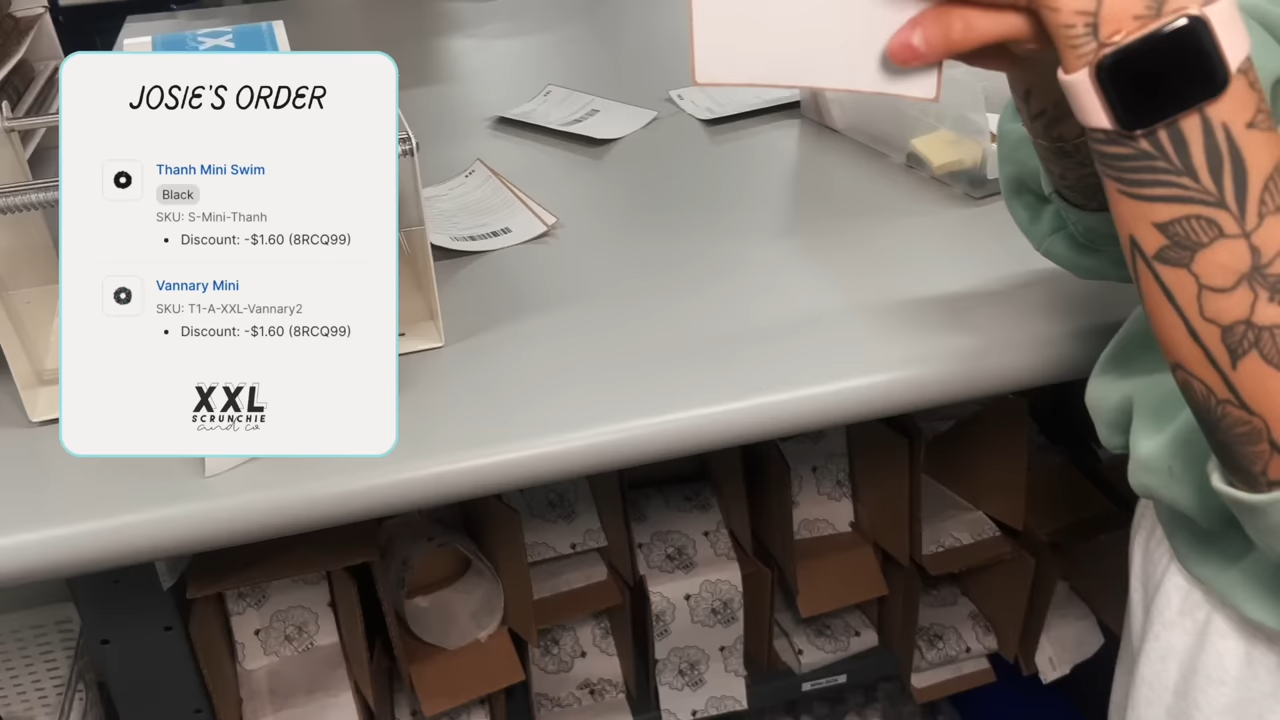 JOSIE'S ORDER
Thanh Mini Swim
Black
SKU: S-Mini-Thanh
Discount: -$1.60 (8RCQ99)
Vannary Mini
SKU: T1-A-XXL-Vannary2
Discount: -$1.60 (8RCQ99)
XXL
SCRUNCHIE
and co